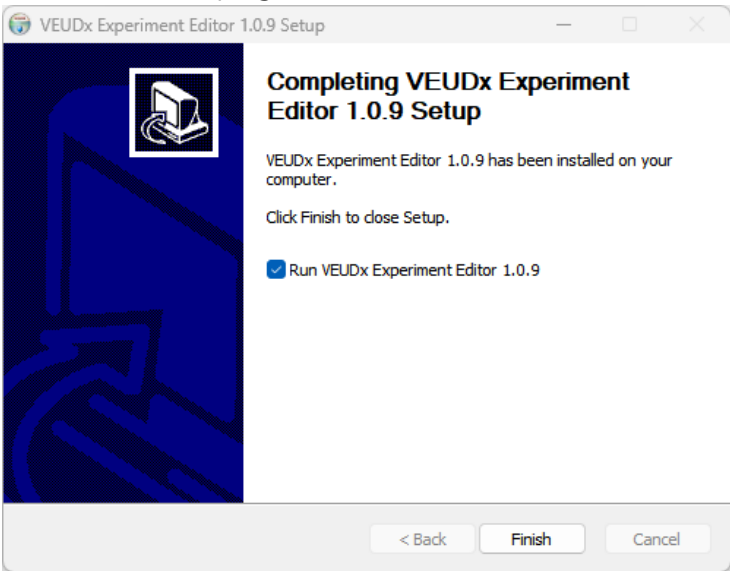 VEUDx Experiment Editor 1.0.9 Setup
Completing VEUDx Experiment
Editor 1.0.9 Setup
VEUDx Experiment Editor 1.0.9 has been installed on your
computer.
Click Finish to close Setup.
Run VEUDx Experiment Editor 1.0.9
< Back Finish Cancel